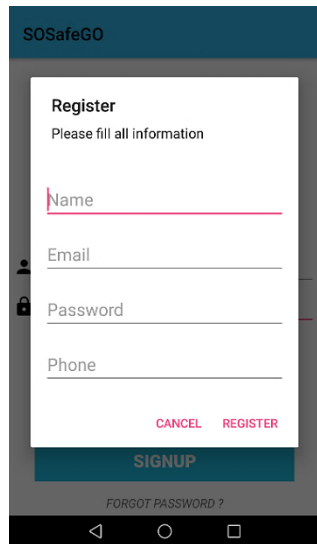 SOSafeGO
Register
Please fill all information
Name
Email
Password
Phone
CANCEL REGISTER
SIGNUP
FORGOT PASSWORD ?